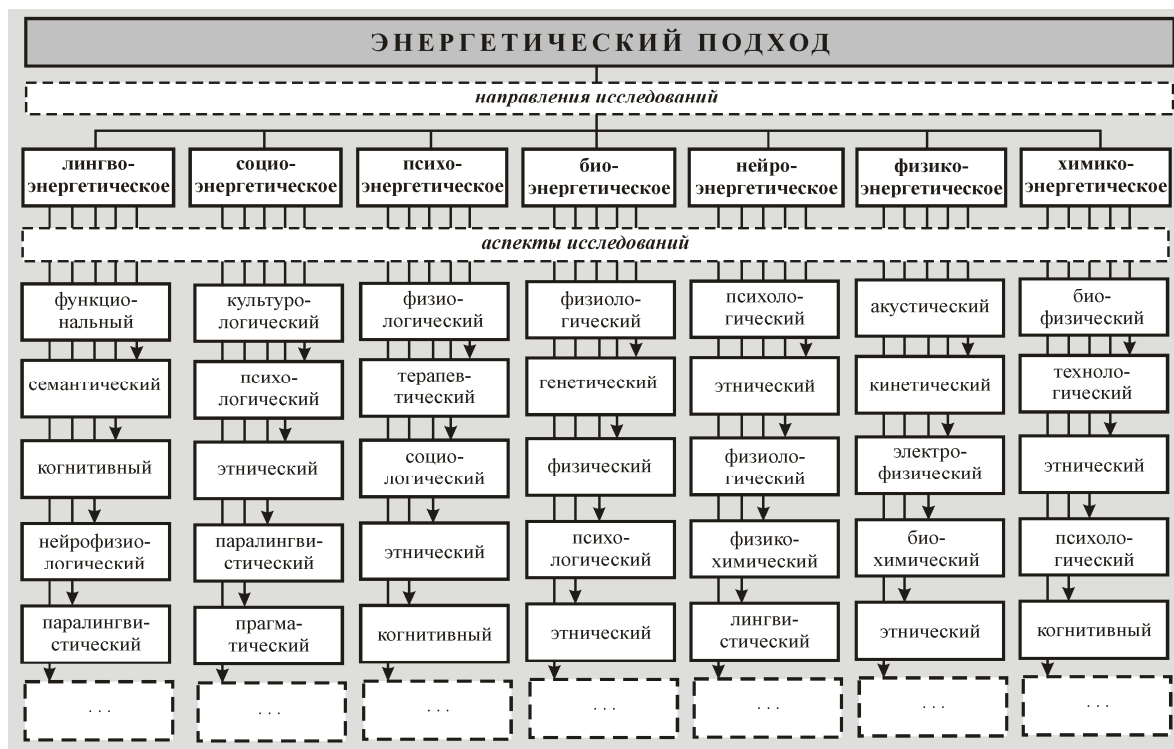 ЭНЕРГЕТИЧЕСКИЙ ПОДХОД
направления исследований
лингво-
энергетическое
социо-
энергетическое
психо-
энергетическое
био-
энергетическое
нейро-
энергетическое
физико-
энергетическое
химико-
энергетическое
аспекты исследований
функцио-
нальный
культуро-
логический
физио-
логический
физиоло-
гический
психоло-
гический
акустический
био-
физический
семантический
психо-
логический
терапев-
тический
генетический
этнический
кинетический
техноло-
гический
когнитивный
этнический
социо-
логический
физический
физиоло-
гический
электро-
физический
этнический
нейрофизио-
логический
паралингви-
стический
этнический
психо-
логический
физико-
химический
био-
химический
психоло-
гический
паралингви-
стический
прагма-
тический
когнитивный
этнический
лингви-
стический
этнический
когнитивный
. . .
. . .
. . .
. . .
. . .
. . .
. . .